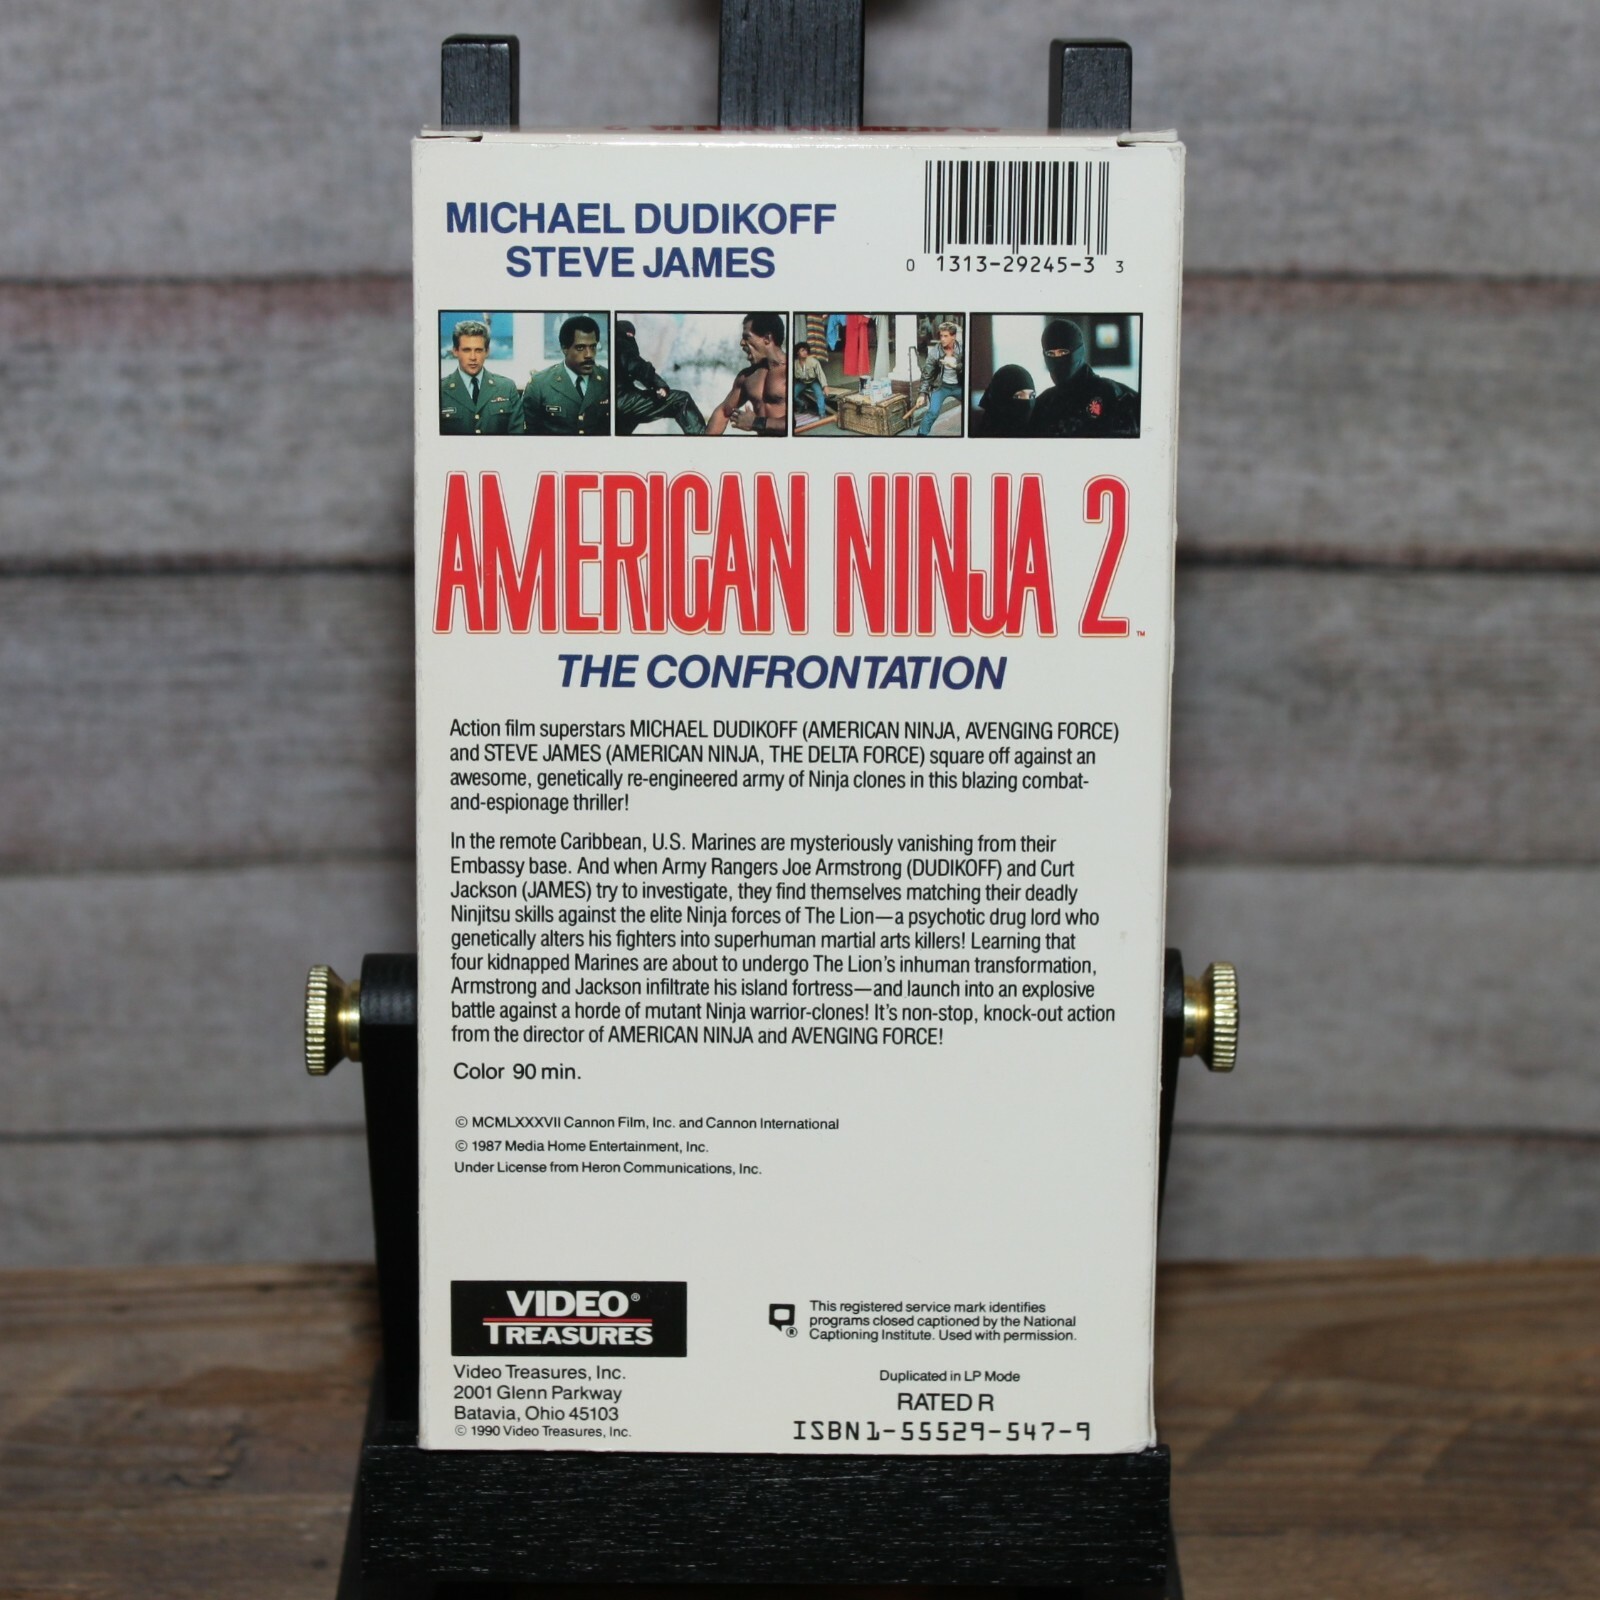 MICHAEL DUDIKOFF
STEVE JAMES
0 1313-29245-3 3
AMERICAN NINJA 2™
THE CONFRONTATION
Action film superstars MICHAEL DUDIKOFF (AMERICAN NINJA, AVENGING FORCE)
and STEVE JAMES (AMERICAN NINJA, THE DELTA FORCE) square off against an
awesome, genetically re-engineered army of Ninja clones in this blazing combat-
and-espionage thriller!
In the remote Caribbean, U.S. Marines are mysteriously vanishing from their
Embassy base. And when Army Rangers Joe Armstrong (DUDIKOFF) and Curt
Jackson (JAMES) try to investigate, they find themselves matching their deadly
Ninjitsu skills against the elite Ninja forces of The Lion—a psychotic drug lord who
genetically alters his fighters into superhuman martial arts killers! Learning that
four kidnapped Marines are about to undergo The Lion's inhuman transformation,
Armstrong and Jackson infiltrate his island fortress—and launch into an explosive
battle against a horde of mutant Ninja warrior-clones! It's non-stop, knock-out action
from the director of AMERICAN NINJA and AVENGING FORCE!
Color 90 min.
© MCMLXXXVII Cannon Film, Inc. and Cannon International
© 1987 Media Home Entertainment, Inc.
Under License from Heron Communications, Inc.
VIDEO®
TREASURES
Video Treasures, Inc.
2001 Glenn Parkway
Batavia, Ohio 45103
© 1990 Video Treasures, Inc.
This registered service mark identifies
programs closed captioned by the National
® Captioning Institute. Used with permission.
Duplicated in LP Mode
RATED R
ISBN 1-55529-547-9